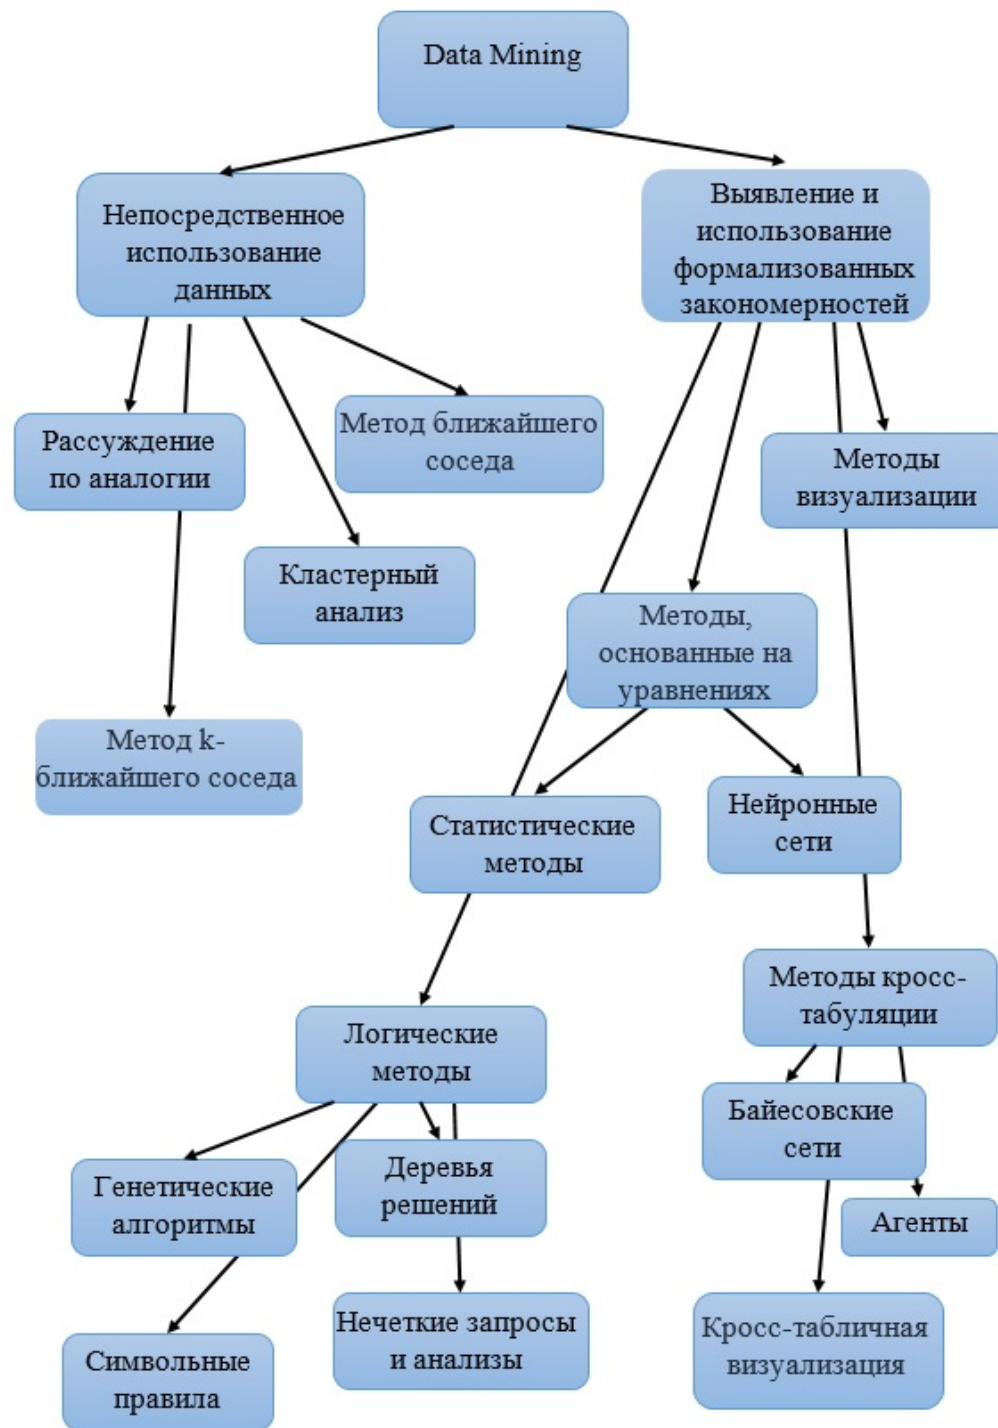 Data Mining
Непосредственное
использование
данных
Выявление и
использование
формализованных
закономерностей
Рассуждение
по аналогии
Метод ближайшего
соседа
Методы
визуализации
Кластерный
анализ
Методы,
основанные на
уравнениях
Метод k-
ближайшего соседа
Статистические
методы
Нейронные
сети
Методы кросс-
табуляции
Логические
методы
Байесовские
сети
Генетические
алгоритмы
Деревья
решений
Агенты
Нечеткие запросы
и анализы
Кросс-табличная
визуализация
Символьные
правила